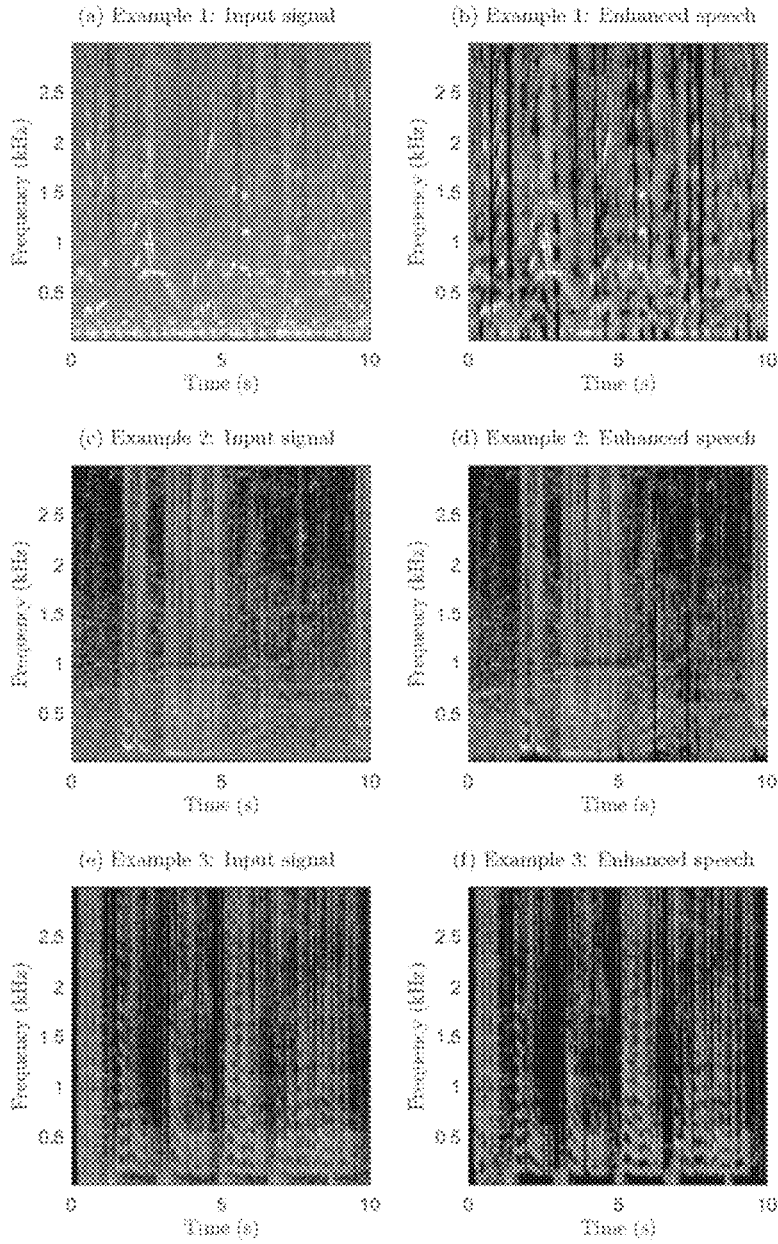 (a) Example 1: Input signal
(b) Example 1: Enhanced speech
Frequency (kHz)
2.5
2
1.5
1
0.5
0
5
10
Time (s)
Frequency (kHz)
2.5
2
1.5
1
0.5
0
5
10
Time (s)
(c) Example 2: Input signal
(d) Example 2: Enhanced speech
Frequency (kHz)
2.5
2
1.5
1
0.5
0
5
10
Time (s)
Frequency (kHz)
2.5
2
1.5
1
0.5
0
5
10
Time (s)
(e) Example 3: Input signal
(f) Example 3: Enhanced speech
Frequency (kHz)
2.5
2
1.5
1
0.5
0
5
10
Time (s)
Frequency (kHz)
2.5
2
1.5
1
0.5
0
5
10
Time (s)